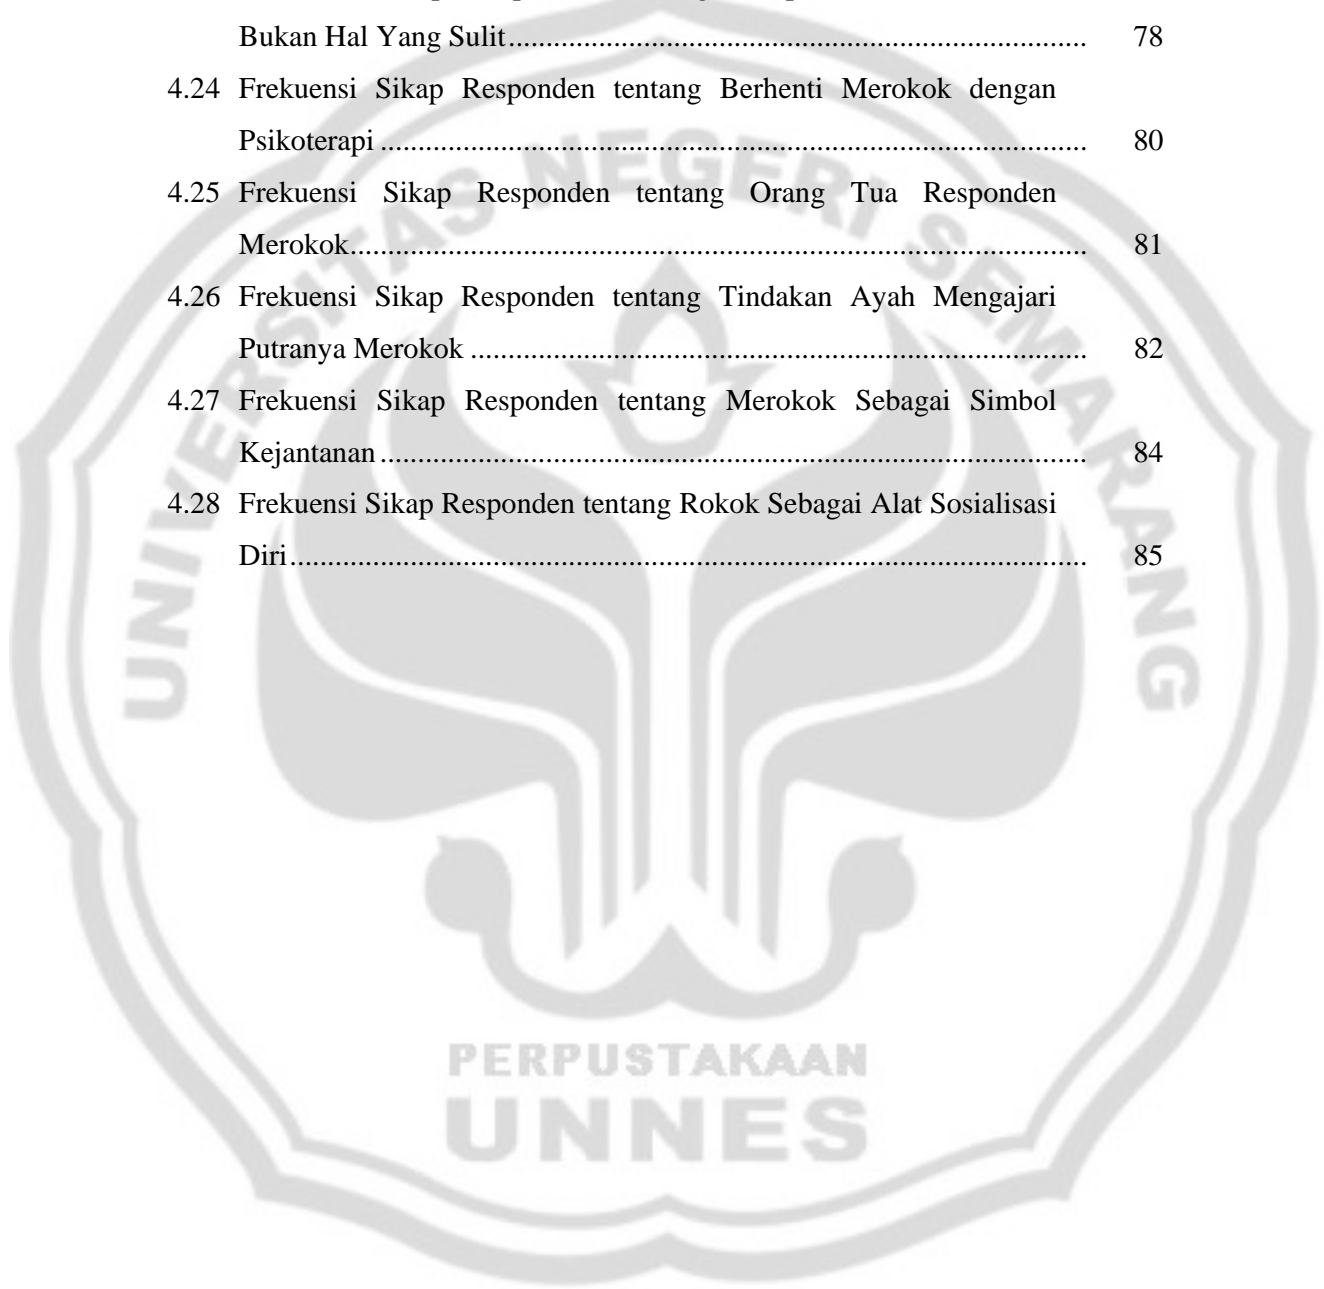 Bukan Hal Yang Sulit........................................................................... 78
4.24 Frekuensi Sikap Responden tentang Berhenti Merokok dengan
Psikoterapi ............................................................................................ 80
4.25 Frekuensi Sikap Responden tentang Orang Tua Responden
Merokok................................................................................................ 81
4.26 Frekuensi Sikap Responden tentang Tindakan Ayah Mengajari
Putranya Merokok ................................................................................ 82
4.27 Frekuensi Sikap Responden tentang Merokok Sebagai Simbol
Kejantanan ............................................................................................ 84
4.28 Frekuensi Sikap Responden tentang Rokok Sebagai Alat Sosialisasi
Diri........................................................................................................ 85
UNIVERSITAS NEGERI SEMARANG
PERPUSTAKAAN
UNNES